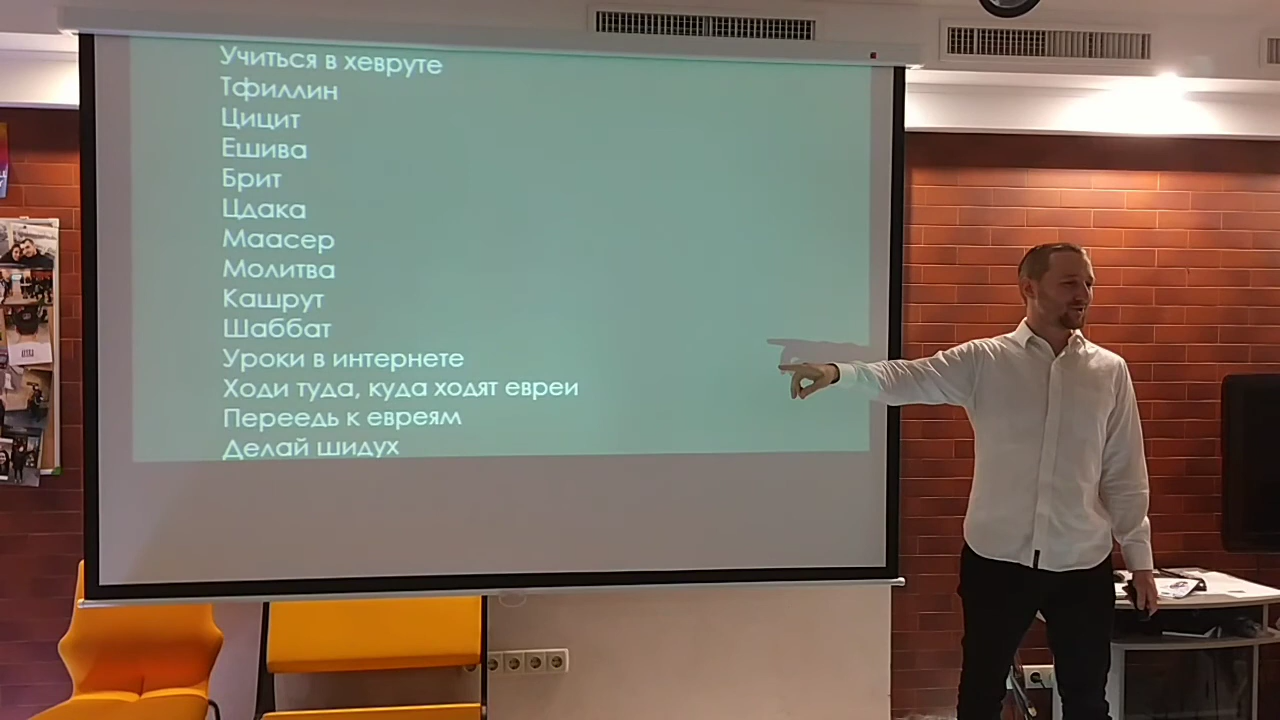 Учиться в хевруте
Тфиллин
Цицит
Ешива
Брит
Цдака
Маасер
Молитва
Кашрут
Шаббат
Уроки в интернете
Ходи туда, куда ходят евреи
Переедь к евреям
Делай шидух